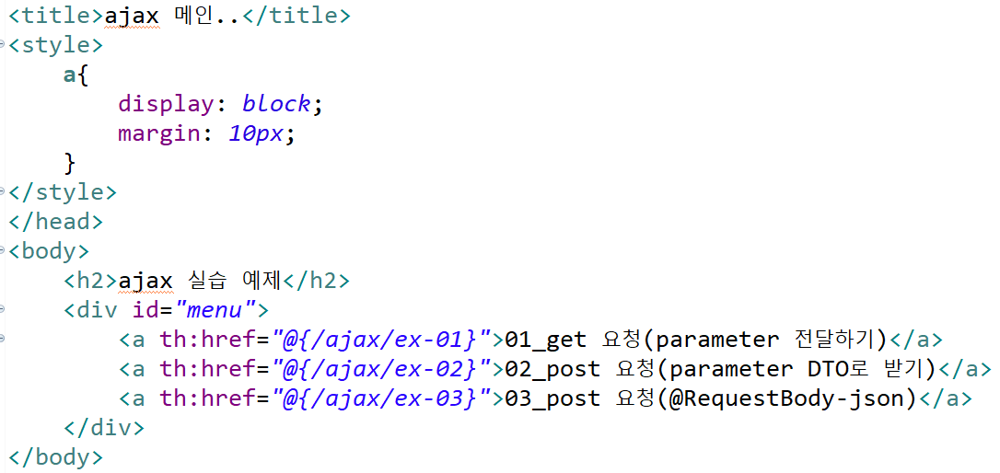 <title>ajax 메인..</title>
<style>
a{
display: block;
margin: 10px;
}
</style>
</head>
<body>
<h2>ajax 실습 예제</h2>
<div id="menu">
<a th:href="@{/ajax/ex-01}">01_get 요청(parameter 전달하기)</a>
<a th:href="@{/ajax/ex-02}">02_post 요청(parameter DTO로 받기)</a>
<a th:href="@{/ajax/ex-03}">03_post 요청(@RequestBody-json)</a>
</div>
</body>